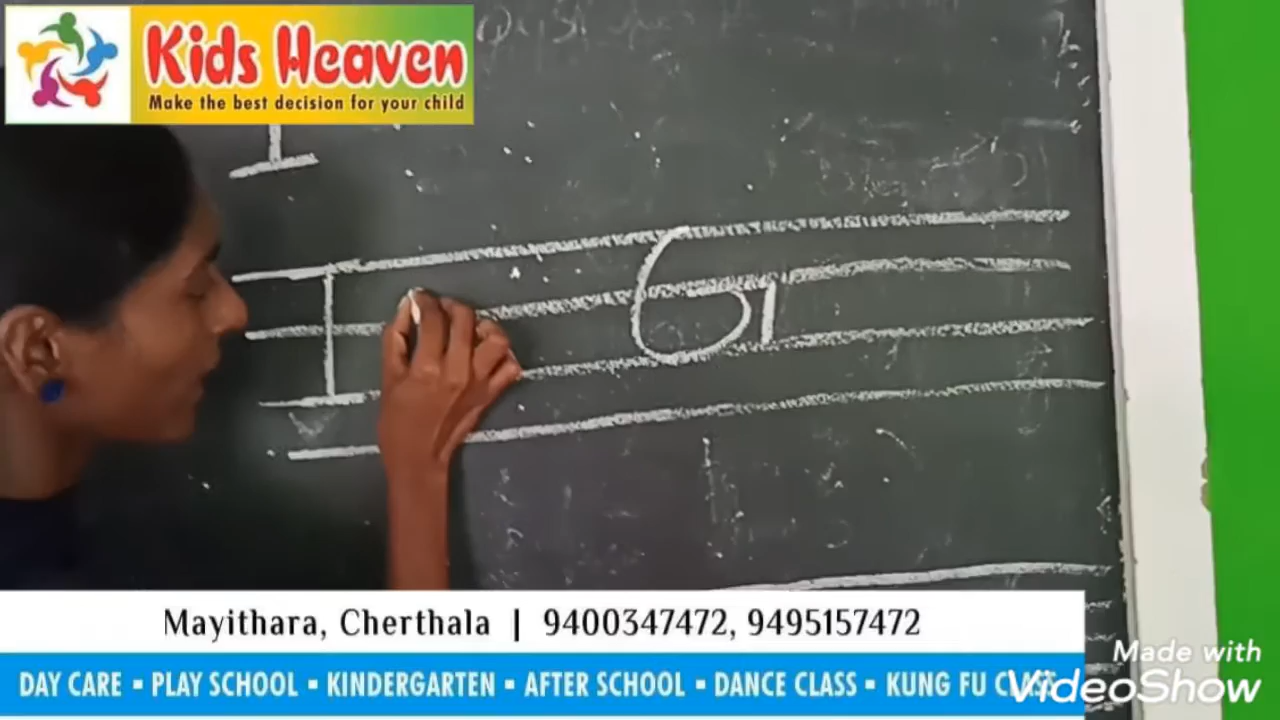 Kids Heaven
Make the best decision for your child
I
I G
Mayithara, Cherthala | 9400347472, 9495157472
DAY CARE ▪ PLAY SCHOOL ▪ KINDERGARTEN ▪ AFTER SCHOOL ▪ DANCE CLASS ▪ KUNG FU CLASS
Made with
VideoShow